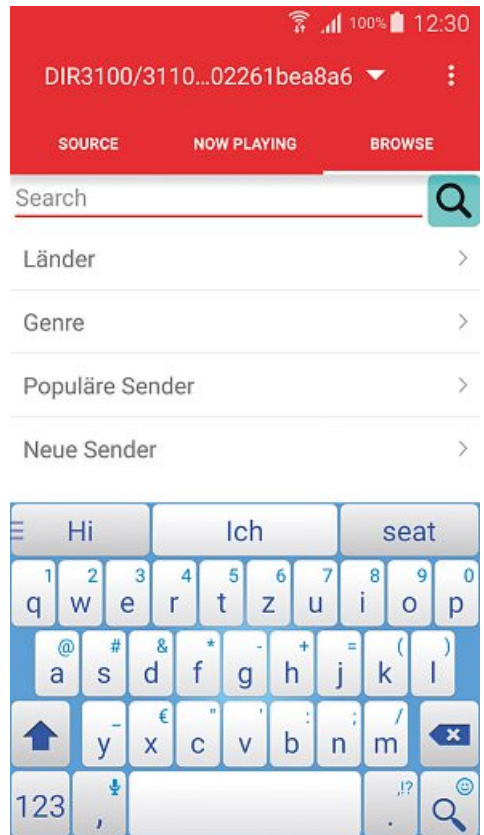 100% 12:30
DIR3100/3110...02261bea8a6
SOURCE NOW PLAYING BROWSE
Search
Länder
Genre
Populäre Sender
Neue Sender
Hi Ich seat
1 2 3 4 5 6 7 8 9 0
q w e r t z u i o p
@ # & * - + = ( )
a s d f g h j k l
_ € " ' : ; /
y x c v b n m
,!?
123 , .